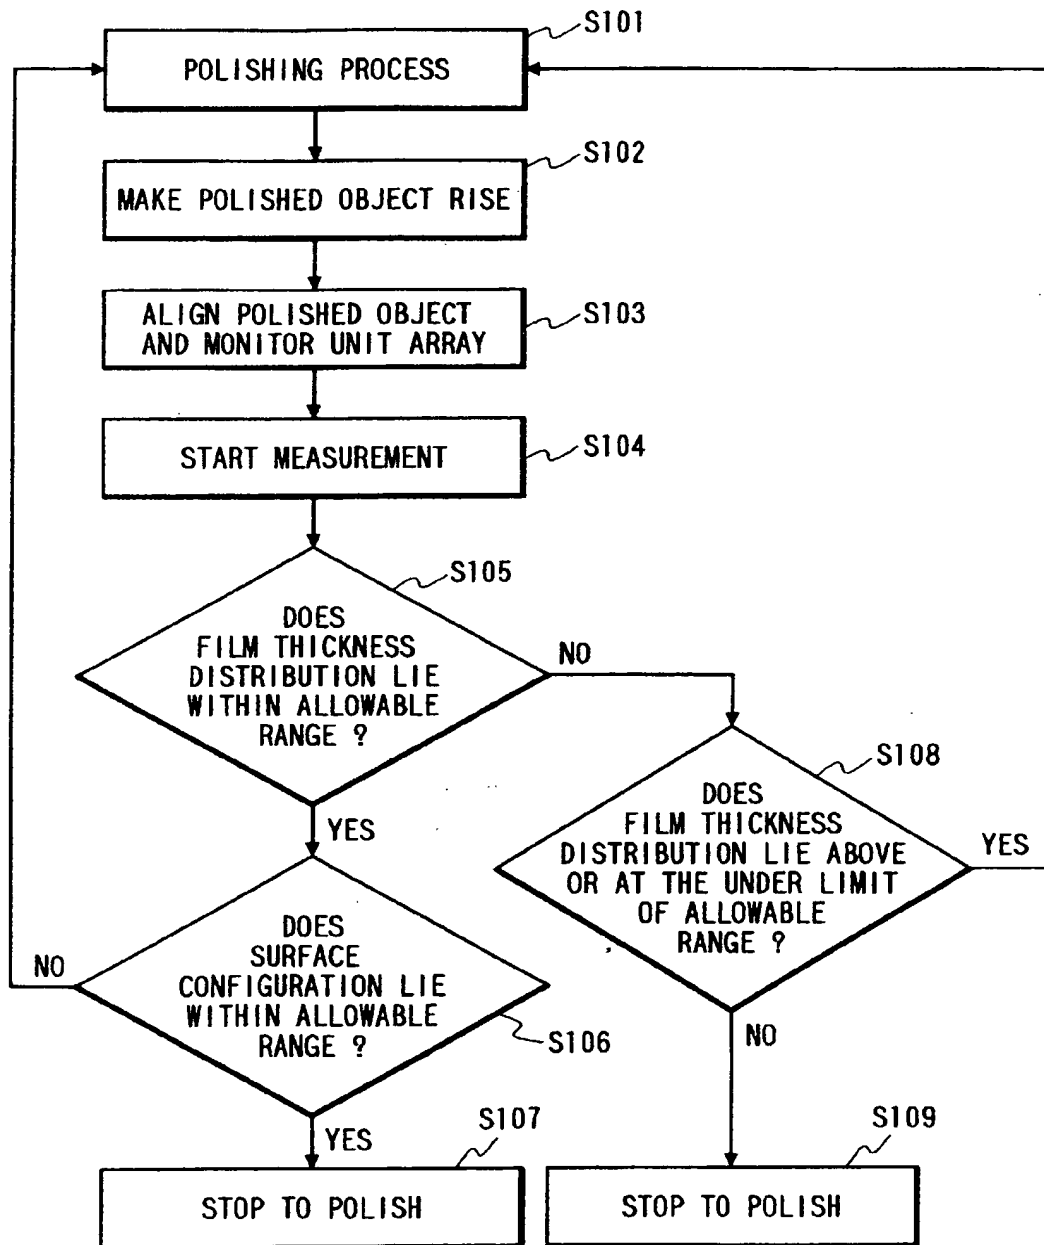 S101
POLISHING PROCESS
S102
MAKE POLISHED OBJECT RISE
S103
ALIGN POLISHED OBJECT
AND MONITOR UNIT ARRAY
S104
START MEASUREMENT
S105
DOES
FILM THICKNESS
DISTRIBUTION LIE
WITHIN ALLOWABLE
RANGE ?
NO
YES
S108
DOES
FILM THICKNESS
DISTRIBUTION LIE ABOVE
OR AT THE UNDER LIMIT
OF ALLOWABLE
RANGE ?
YES
NO
DOES
SURFACE
CONFIGURATION LIE
WITHIN ALLOWABLE
RANGE ?
NO
S106
YES
S107
STOP TO POLISH
S109
STOP TO POLISH